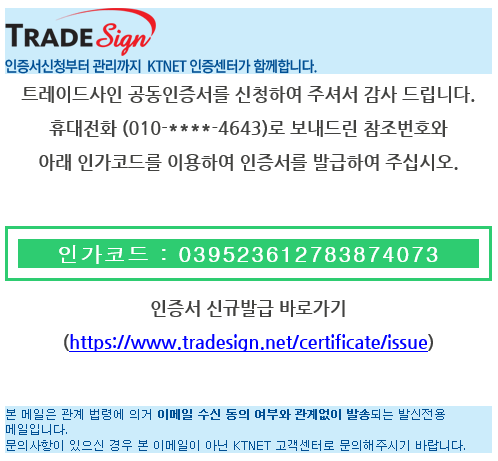 TRADE Sign
인증서신청부터 관리까지 KTNET 인증센터가 함께합니다.
트레이드사인 공동인증서를 신청하여 주셔서 감사 드립니다.
휴대전화 (010-****-4643)로 보내드린 참조번호와
아래 인가코드를 이용하여 인증서를 발급하여 주십시오.
인가코드 : 039523612783874073
인증서 신규발급 바로가기
(https://www.tradesign.net/certificate/issue)
본 메일은 관계 법령에 의거 이메일 수신 동의 여부와 관계없이 발송되는 발신전용
메일입니다.
문의사항이 있으신 경우 본 이메일이 아닌 KTNET 고객센터로 문의해주시기 바랍니다.